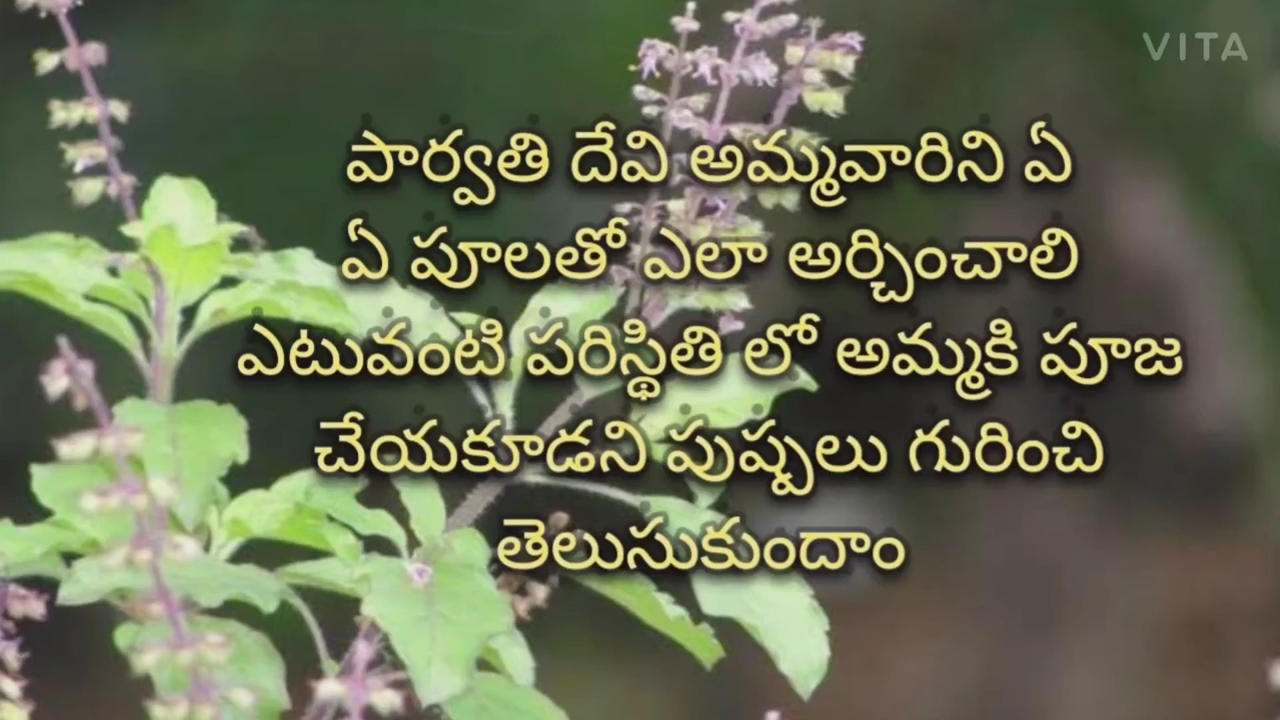 VITA
పార్వతి దేవి అమ్మవారిని ఏ
ఏ పూలతో ఎలా అర్చించాలి
ఎటువంటి పరిస్థితి లో అమ్మకి పూజ
చేయకూడని పుష్పలు గురించి
తెలుసుకుందాం